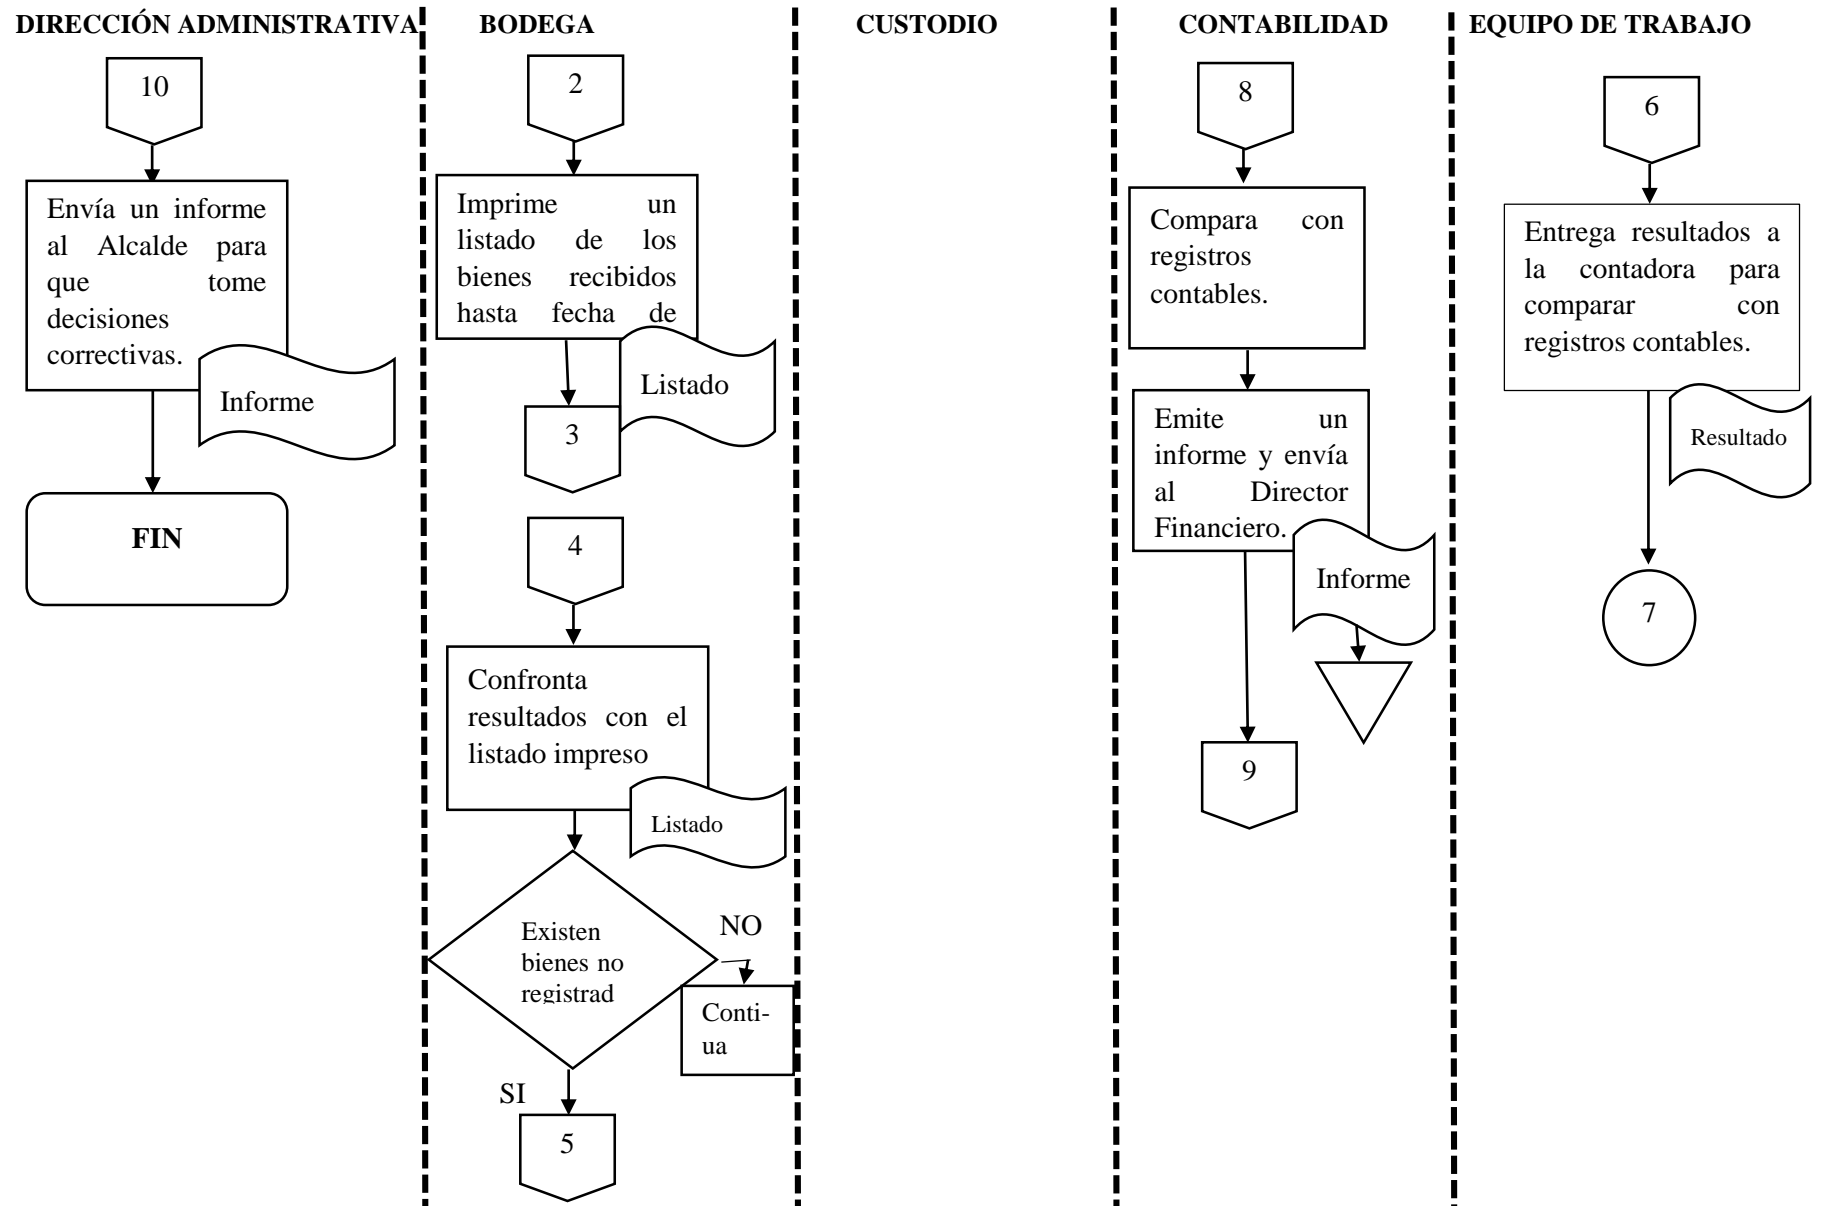 DIRECCIÓN ADMINISTRATIVA
BODEGA
CUSTODIO
CONTABILIDAD
EQUIPO DE TRABAJO
10
Envía un informe
al Alcalde para
que tome
decisiones
correctivas.
Informe
FIN
2
Imprime un
listado de los
bienes recibidos
hasta fecha de
Listado
3
4
Confronta
resultados con el
listado impreso
Listado
Existen
bienes no
registrad
NO
Conti-
ua
SI
5
8
Compara con
registros
contables.
Emite un
informe y envía
al Director
Financiero.
Informe
9
6
Entrega resultados a
la contadora para
comparar con
registros contables.
Resultado
7